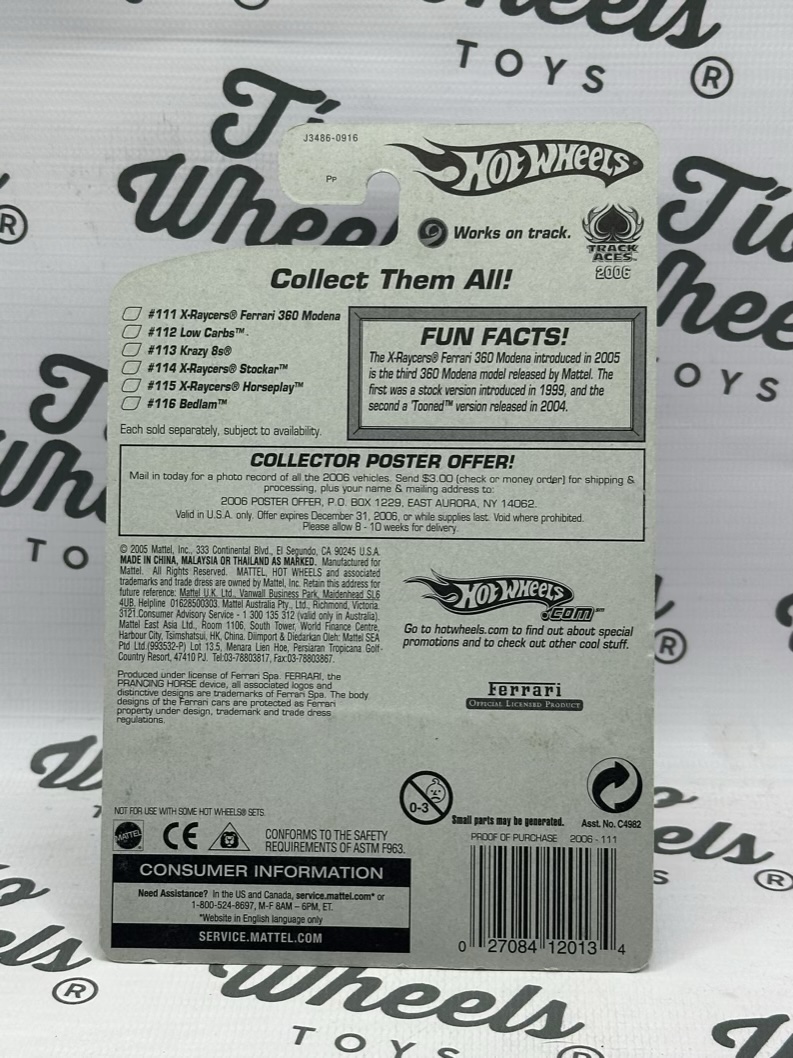 Wheels
TOYS ®
Tío
Wheels
®
J3486-0916
PP
HOT WHEELS®
Works on track.
TRACK
ACES™
2006
Collect Them All!
#111 X-Raycers® Ferrari 360 Modena
#112 Low Carbs™
#113 Krazy 8s®
#114 X-Raycers® Stockar™
#115 X-Raycers® Horseplay™
#116 Bedlam™
Each sold separately, subject to availability.
FUN FACTS!
The X-Raycers® Ferrari 360 Modena introduced in 2005
is the third 360 Modena model released by Mattel. The
first was a stock version introduced in 1999, and the
second a 'Tooned™ version released in 2004.
COLLECTOR POSTER OFFER!
Mail in today for a photo record of all the 2006 vehicles. Send $3.00 (check or money order) for shipping &
processing, plus your name & mailing address to:
2006 POSTER OFFER, P.O. BOX 1229, EAST AURORA, NY 14062.
Valid in U.S.A. only. Offer expires December 31, 2006, or while supplies last. Void where prohibited.
Please allow 8 - 10 weeks for delivery.
© 2005 Mattel, Inc., 333 Continental Blvd., El Segundo, CA 90245 U.S.A.
MADE IN CHINA, MALAYSIA OR THAILAND AS MARKED. Manufactured for
Mattel. All Rights Reserved. MATTEL, HOT WHEELS and associated
trademarks and trade dress are owned by Mattel, Inc. Retain this address for
future reference: Mattel U.K. Ltd., Vanwall Business Park, Maidenhead SL6
4UB. Helpline 01628500303. Mattel Australia Pty., Ltd., Richmond, Victoria.
3121.Consumer Advisory Service - 1 300 135 312 (valid only in Australia).
Mattel East Asia Ltd., Room 1106, South Tower, World Finance Centre,
Harbour City, Tsimshatsui, HK, China. Diimport & Diedarkan Oleh: Mattel SEA
Ptd Ltd.(993532-P) Lot 13.5, Menara Lien Hoe, Persiaran Tropicana Golf-
Country Resort, 47410 PJ. Tel:03-78803817, Fax:03-78803867.
Produced under license of Ferrari Spa. FERRARI, the
PRANCING HORSE device, all associated logos and
distinctive designs are trademarks of Ferrari Spa. The body
designs of the Ferrari cars are protected as Ferrari
property under design, trademark and trade dress
regulations.
HOT WHEELS
.COM℠
Go to hotwheels.com to find out about special
promotions and to check out other cool stuff.
Ferrari
OFFICIAL LICENSED PRODUCT
NOT FOR USE WITH SOME HOT WHEELS® SETS.
MATTEL
CE
CONFORMS TO THE SAFETY
REQUIREMENTS OF ASTM F963.
0-3
Small parts may be generated.
Asst. No. C4982
PROOF OF PURCHASE 2006 - 111
CONSUMER INFORMATION
Need Assistance? In the US and Canada, service.mattel.com* or
1-800-524-8697, M-F 8AM – 6PM, ET.
*Website in English language only
SERVICE.MATTEL.COM
0 27084 12013 4
Wheels
TOYS
®